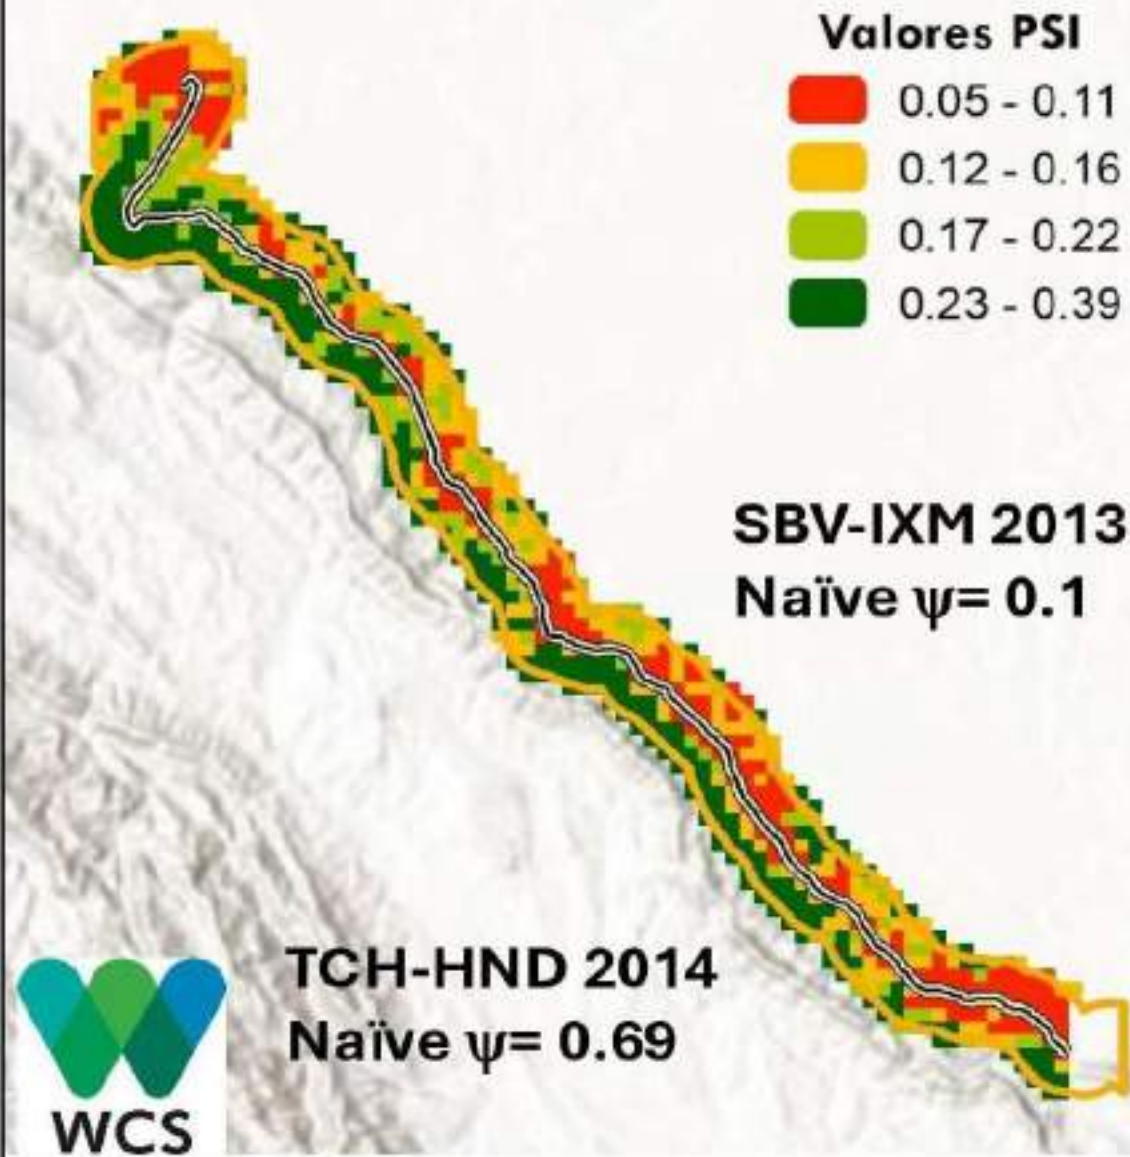 Valores PSI
0.05 - 0.11
0.12 - 0.16
0.17 - 0.22
0.23 - 0.39
SBV-IXM 2013
Naïve ψ= 0.1
TCH-HND 2014
Naïve ψ= 0.69
WCS